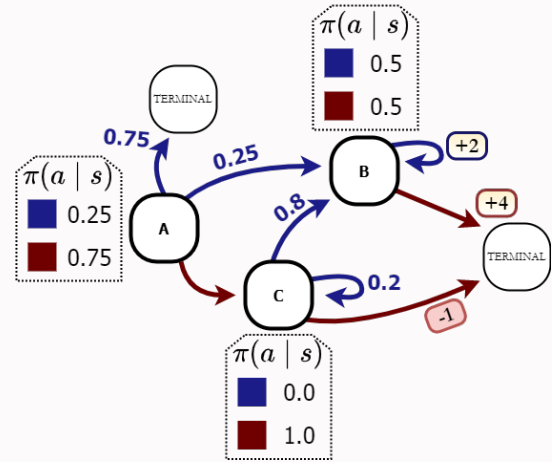 π(a | s)
0.5
0.5
TERMINAL
0.75
0.25
B
+2
π(a | s)
0.25
0.75
A
0.8
+4
TERMINAL
C
0.2
-1
π(a | s)
0.0
1.0